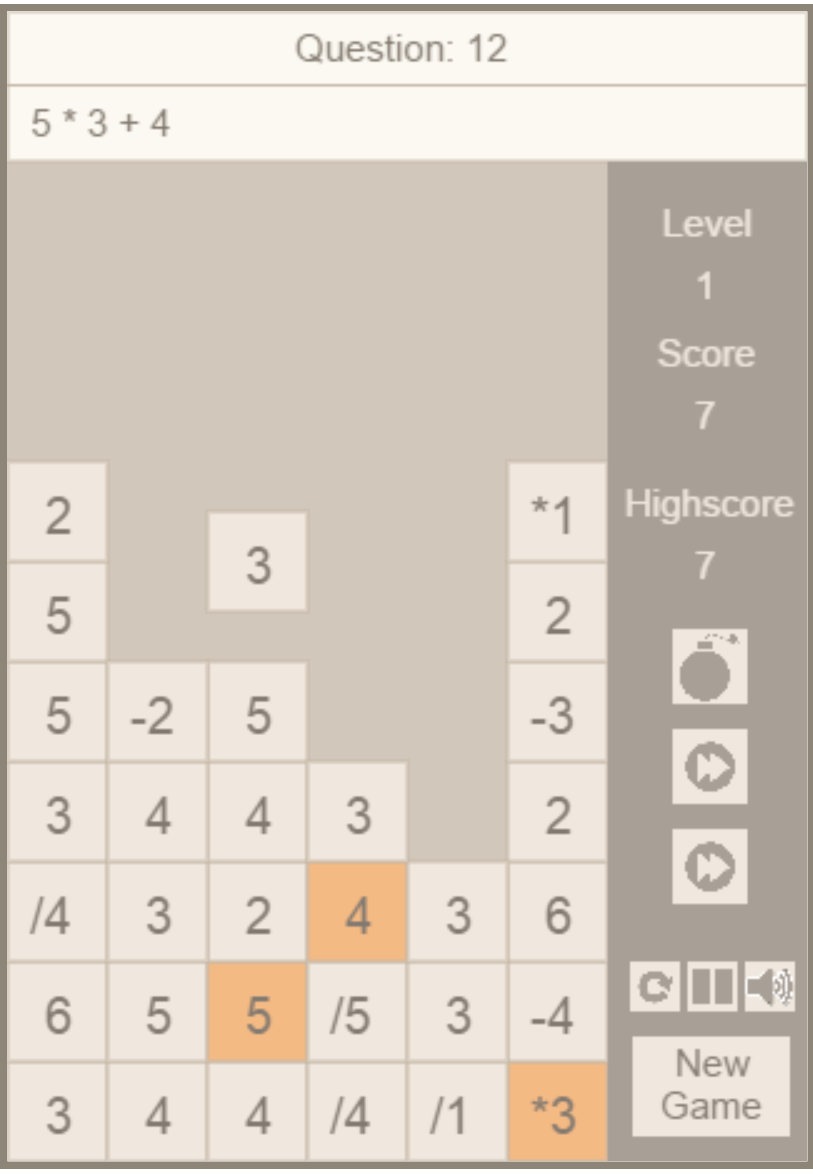 Question: 12
5 * 3 + 4
Level
1
Score
7
Highscore
7
2 *1
3
5 2
5 -2 5 -3
3 4 4 3 2
/4 3 2 4 3 6
6 5 5 /5 3 -4
3 4 4 /4 /1 *3
New
Game